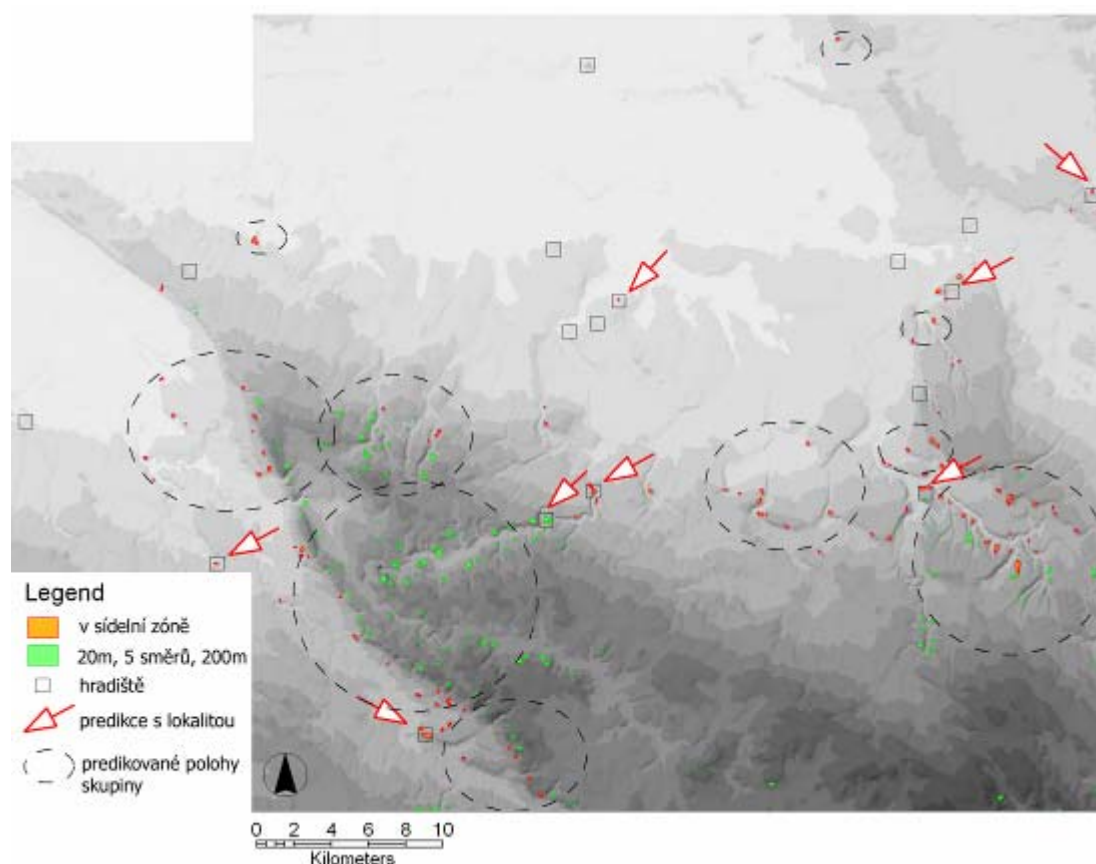 Legend
v sídelní zóně
20m, 5 směrů, 200m
hradiště
predikce s lokalitou
predikované polohy
skupiny
0 2 4 6 8 10
Kilometers